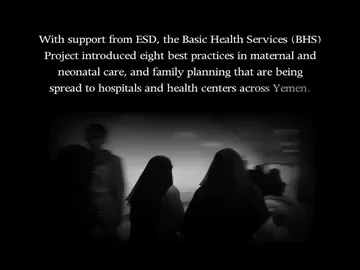 With support from ESD, the Basic Health Services (BHS)
Project introduced eight best practices in maternal and
neonatal care, and family planning that are being
spread to hospitals and health centers across Yemen.